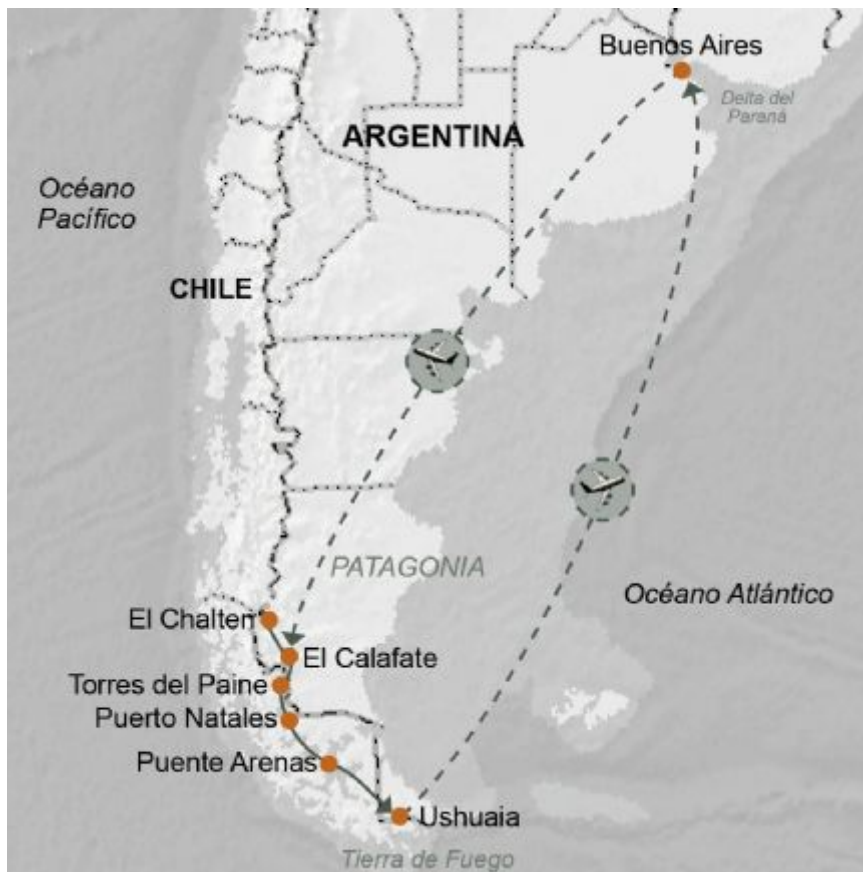 Buenos Aires
Delta del
Paraná
ARGENTINA
Océano
Pacífico
CHILE
PATAGONIA
Océano Atlántico
El Chalten
El Calafate
Torres del Paine
Puerto Natales
Puente Arenas
Ushuaia
Tierra de Fuego